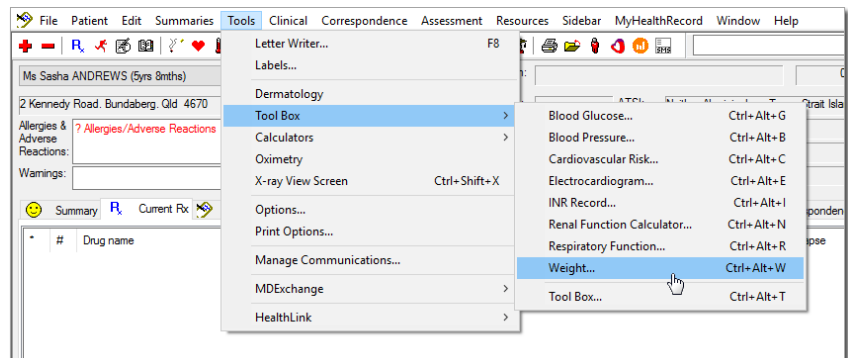 File Patient Edit Summaries Tools Clinical Correspondence Assessment Resources Sidebar MyHealthRecord Window Help
Ms Sasha ANDREWS (5yrs 8mths)
2 Kennedy Road. Bundaberg. Qld 4670
Strait Isla
Allergies &
Adverse
Reactions:
? Allergies/Adverse Reactions
Warnings:
Summary Rx Current Rx
* # Drug name
Letter Writer... F8
Labels...
Dermatology
Tool Box >
Calculators >
Oximetry
X-ray View Screen Ctrl+Shift+X
Options...
Print Options...
Manage Communications...
MDExchange >
HealthLink >
Blood Glucose... Ctrl+Alt+G
Blood Pressure... Ctrl+Alt+B
Cardiovascular Risk... Ctrl+Alt+C
Electrocardiogram... Ctrl+Alt+E
INR Record... Ctrl+Alt+I
Renal Function Calculator... Ctrl+Alt+N
Respiratory Function... Ctrl+Alt+R
Weight... Ctrl+Alt+W
Tool Box... Ctrl+Alt+T